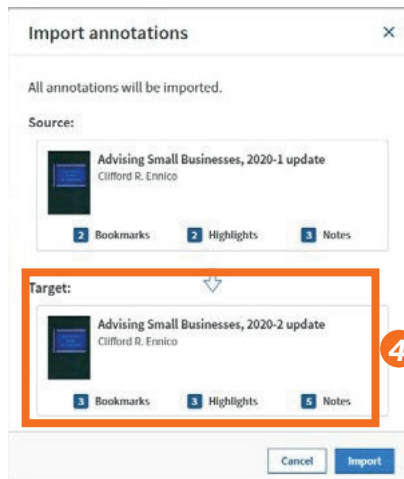 Import annotations ×
All annotations will be imported.
Source:
Advising Small Businesses, 2020-1 update
Clifford R. Ennico
2 Bookmarks 2 Highlights 3 Notes
Target:
Advising Small Businesses, 2020-2 update
Clifford R. Ennico
4
3 Bookmarks 3 Highlights 5 Notes
Cancel Import